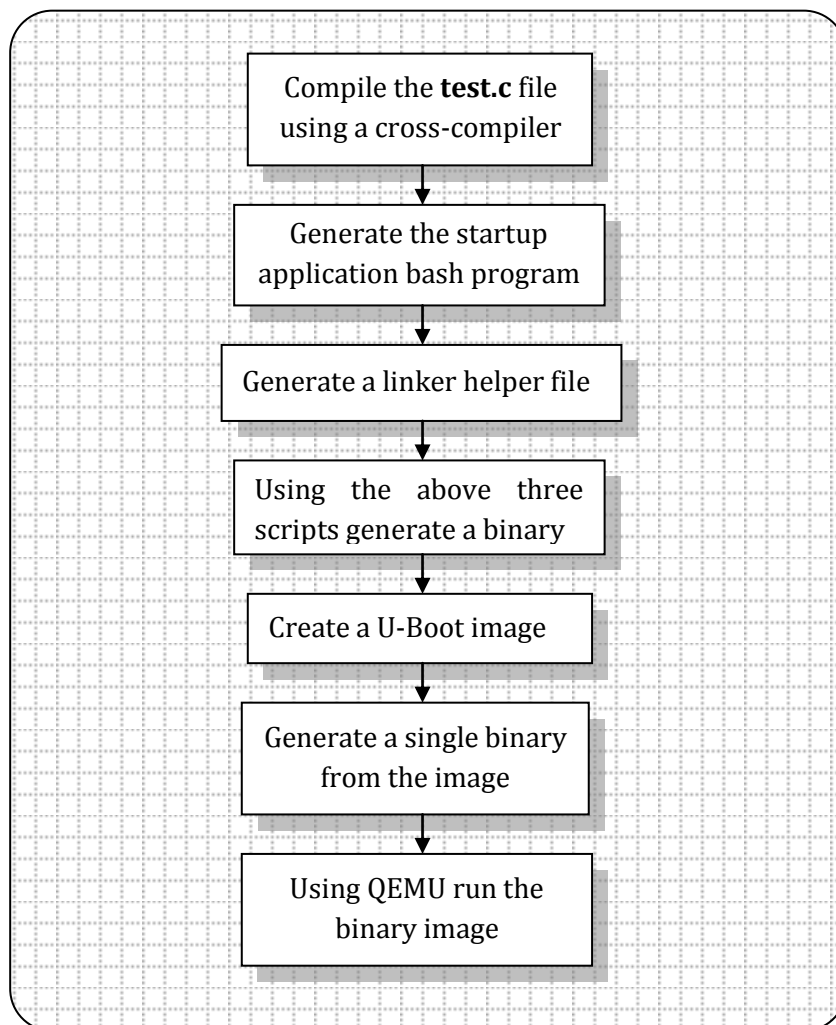 Compile the test.c file
using a cross-compiler
Generate the startup
application bash program
Generate a linker helper file
Using the above three
scripts generate a binary
Create a U-Boot image
Generate a single binary
from the image
Using QEMU run the
binary image